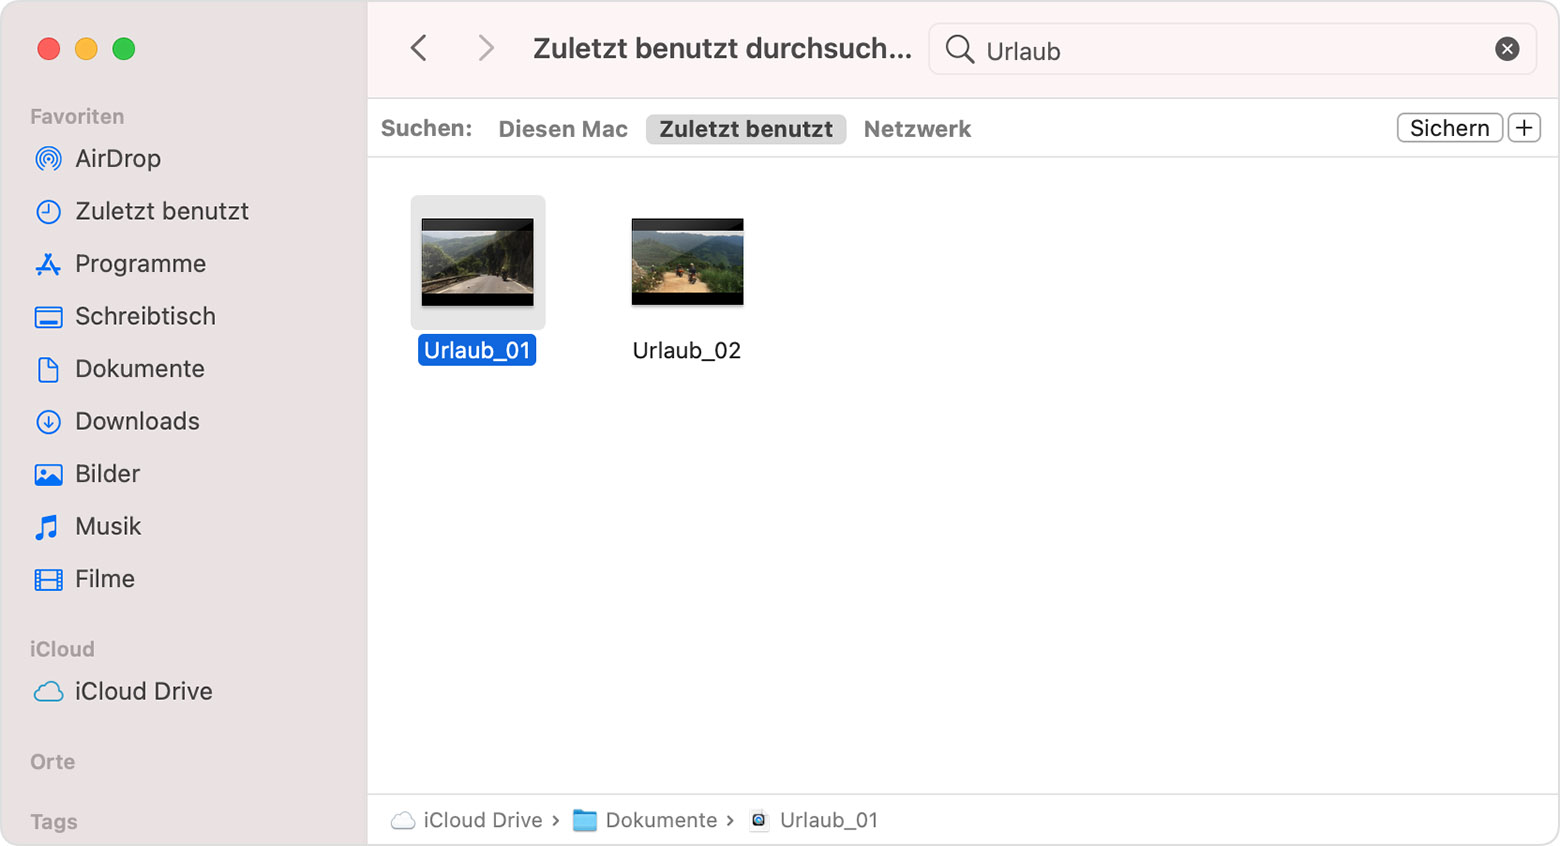 Favoriten
AirDrop
Zuletzt benutzt
Programme
Schreibtisch
Dokumente
Downloads
Bilder
Musik
Filme
iCloud
iCloud Drive
Orte
Tags
Zuletzt benutzt durchsuch...
Urlaub
Suchen: Diesen Mac Zuletzt benutzt Netzwerk Sichern +
Urlaub_01 Urlaub_02
iCloud Drive › Dokumente › Urlaub_01